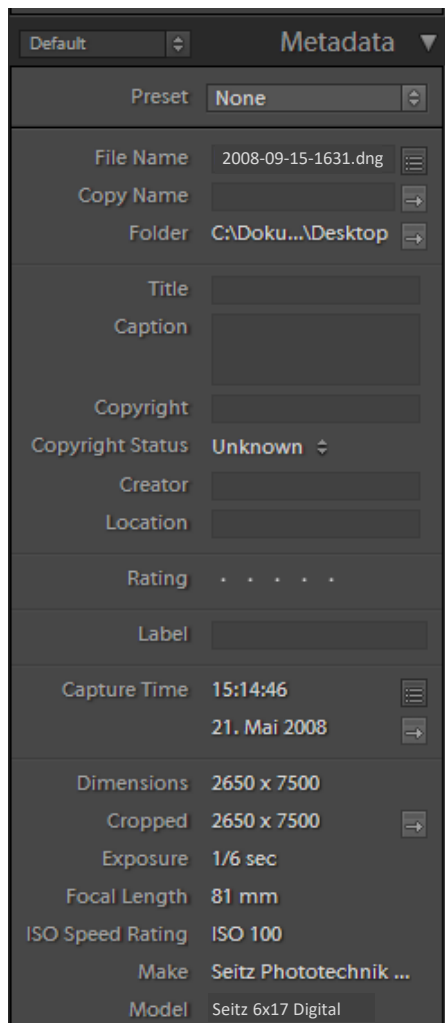 Default Metadata
Preset None
File Name 2008-09-15-1631.dng
Copy Name
Folder C:\Doku...\Desktop
Title
Caption
Copyright
Copyright Status Unknown
Creator
Location
Rating . . . . .
Label
Capture Time 15:14:46
21. Mai 2008
Dimensions 2650 x 7500
Cropped 2650 x 7500
Exposure 1/6 sec
Focal Length 81 mm
ISO Speed Rating ISO 100
Make Seitz Phototechnik ...
Model Seitz 6x17 Digital